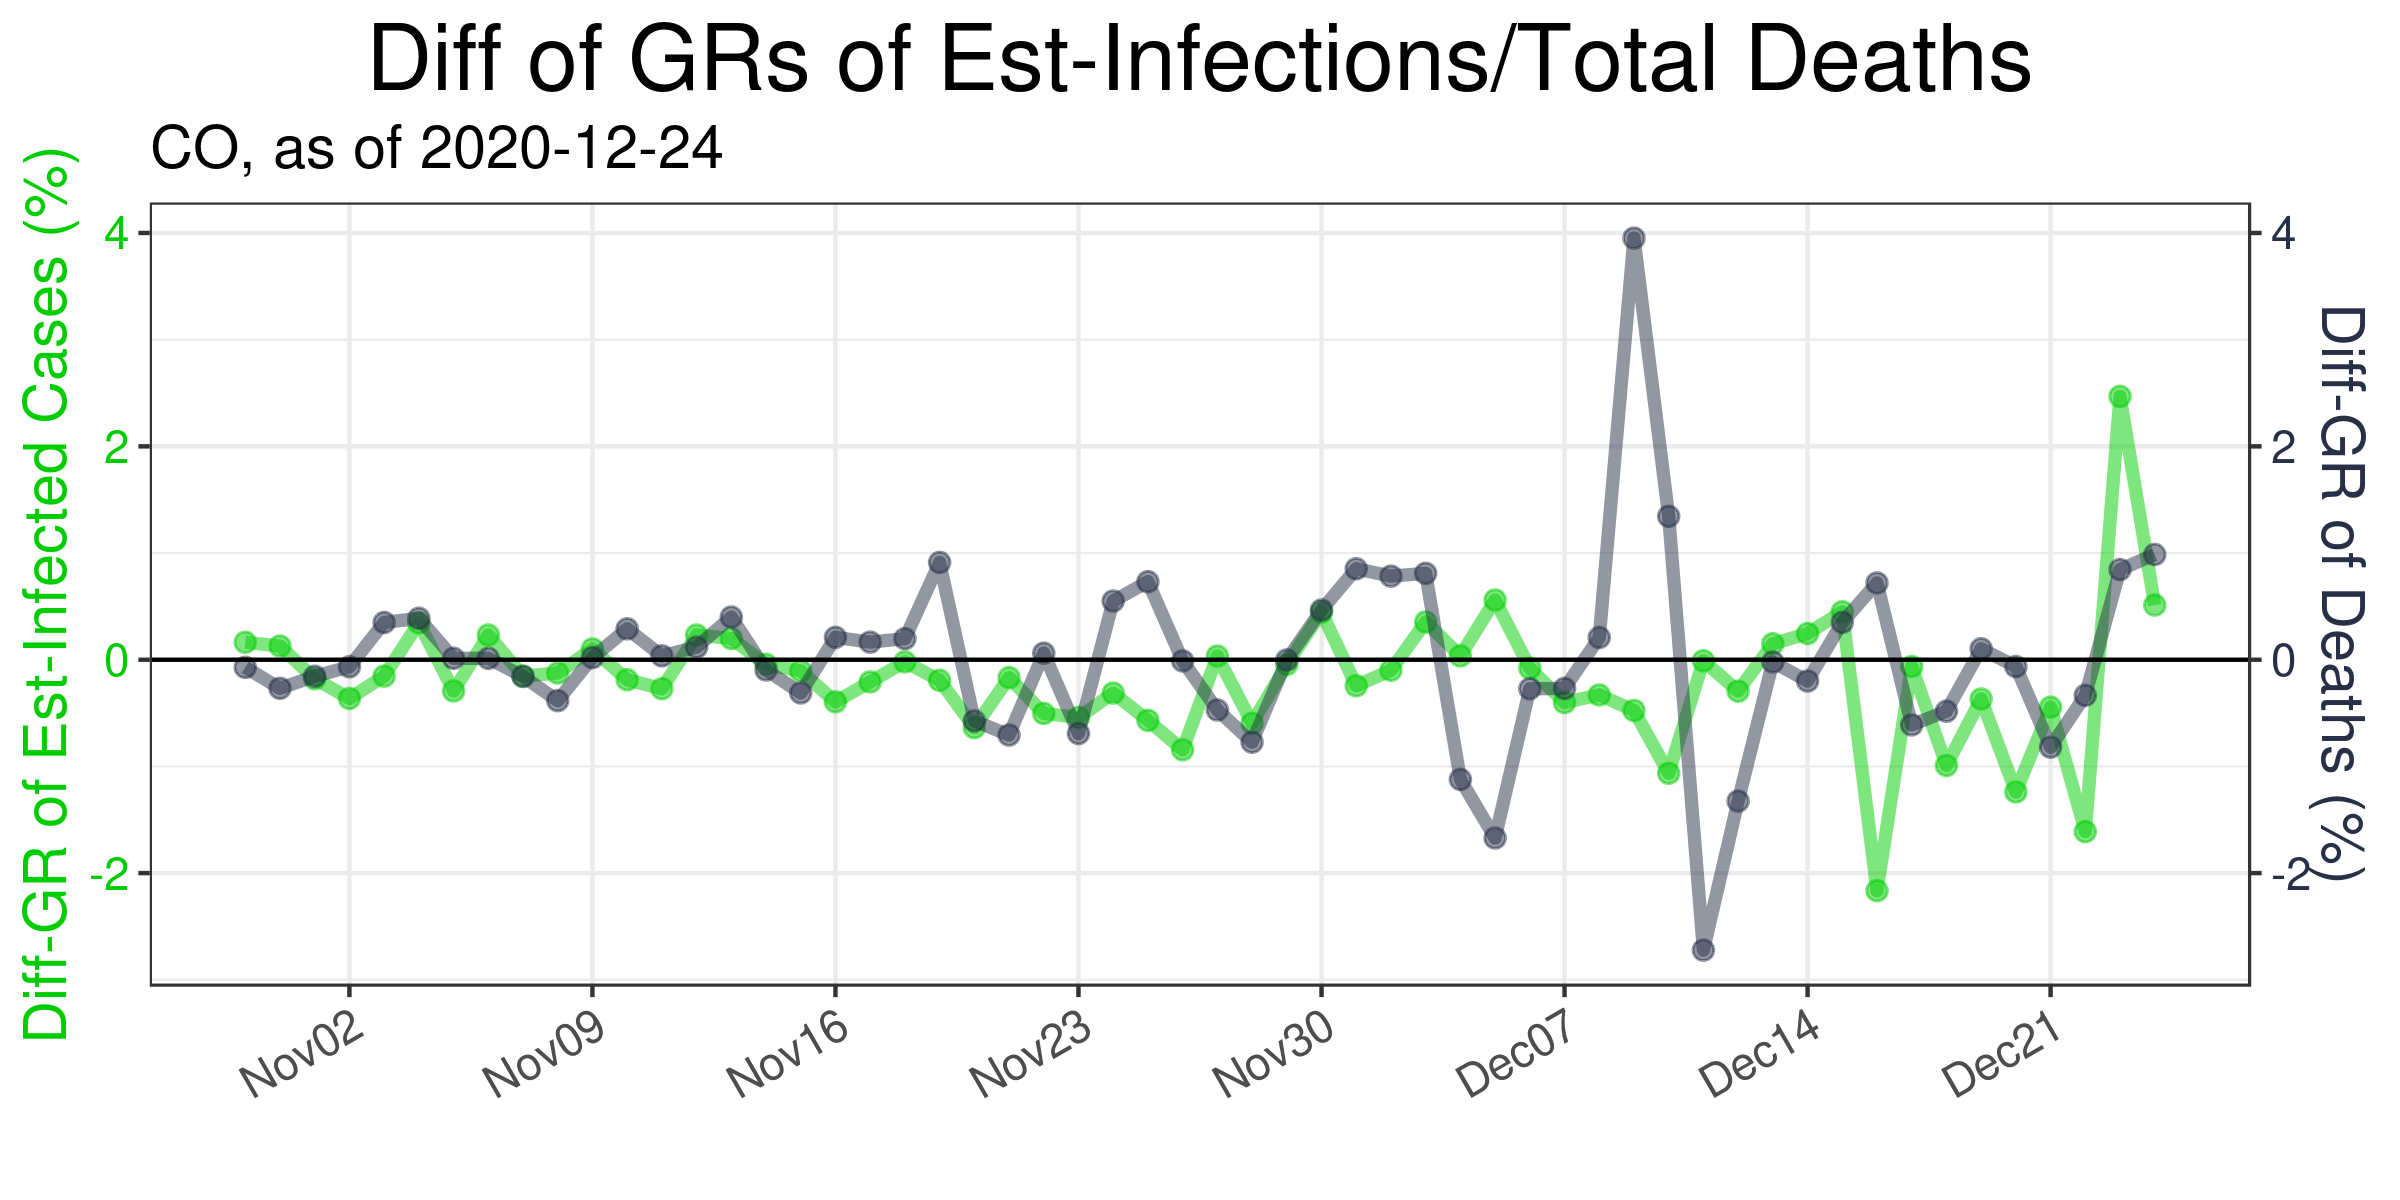 Diff of GRs of Est-Infections/Total Deaths
CO, as of 2020-12-24
Diff-GR of Est-Infected Cases (%)
4
2
0
-2
4
2
0
-2
Diff-GR of Deaths (%)
Nov02
Nov09
Nov16
Nov23
Nov30
Dec07
Dec14
Dec21